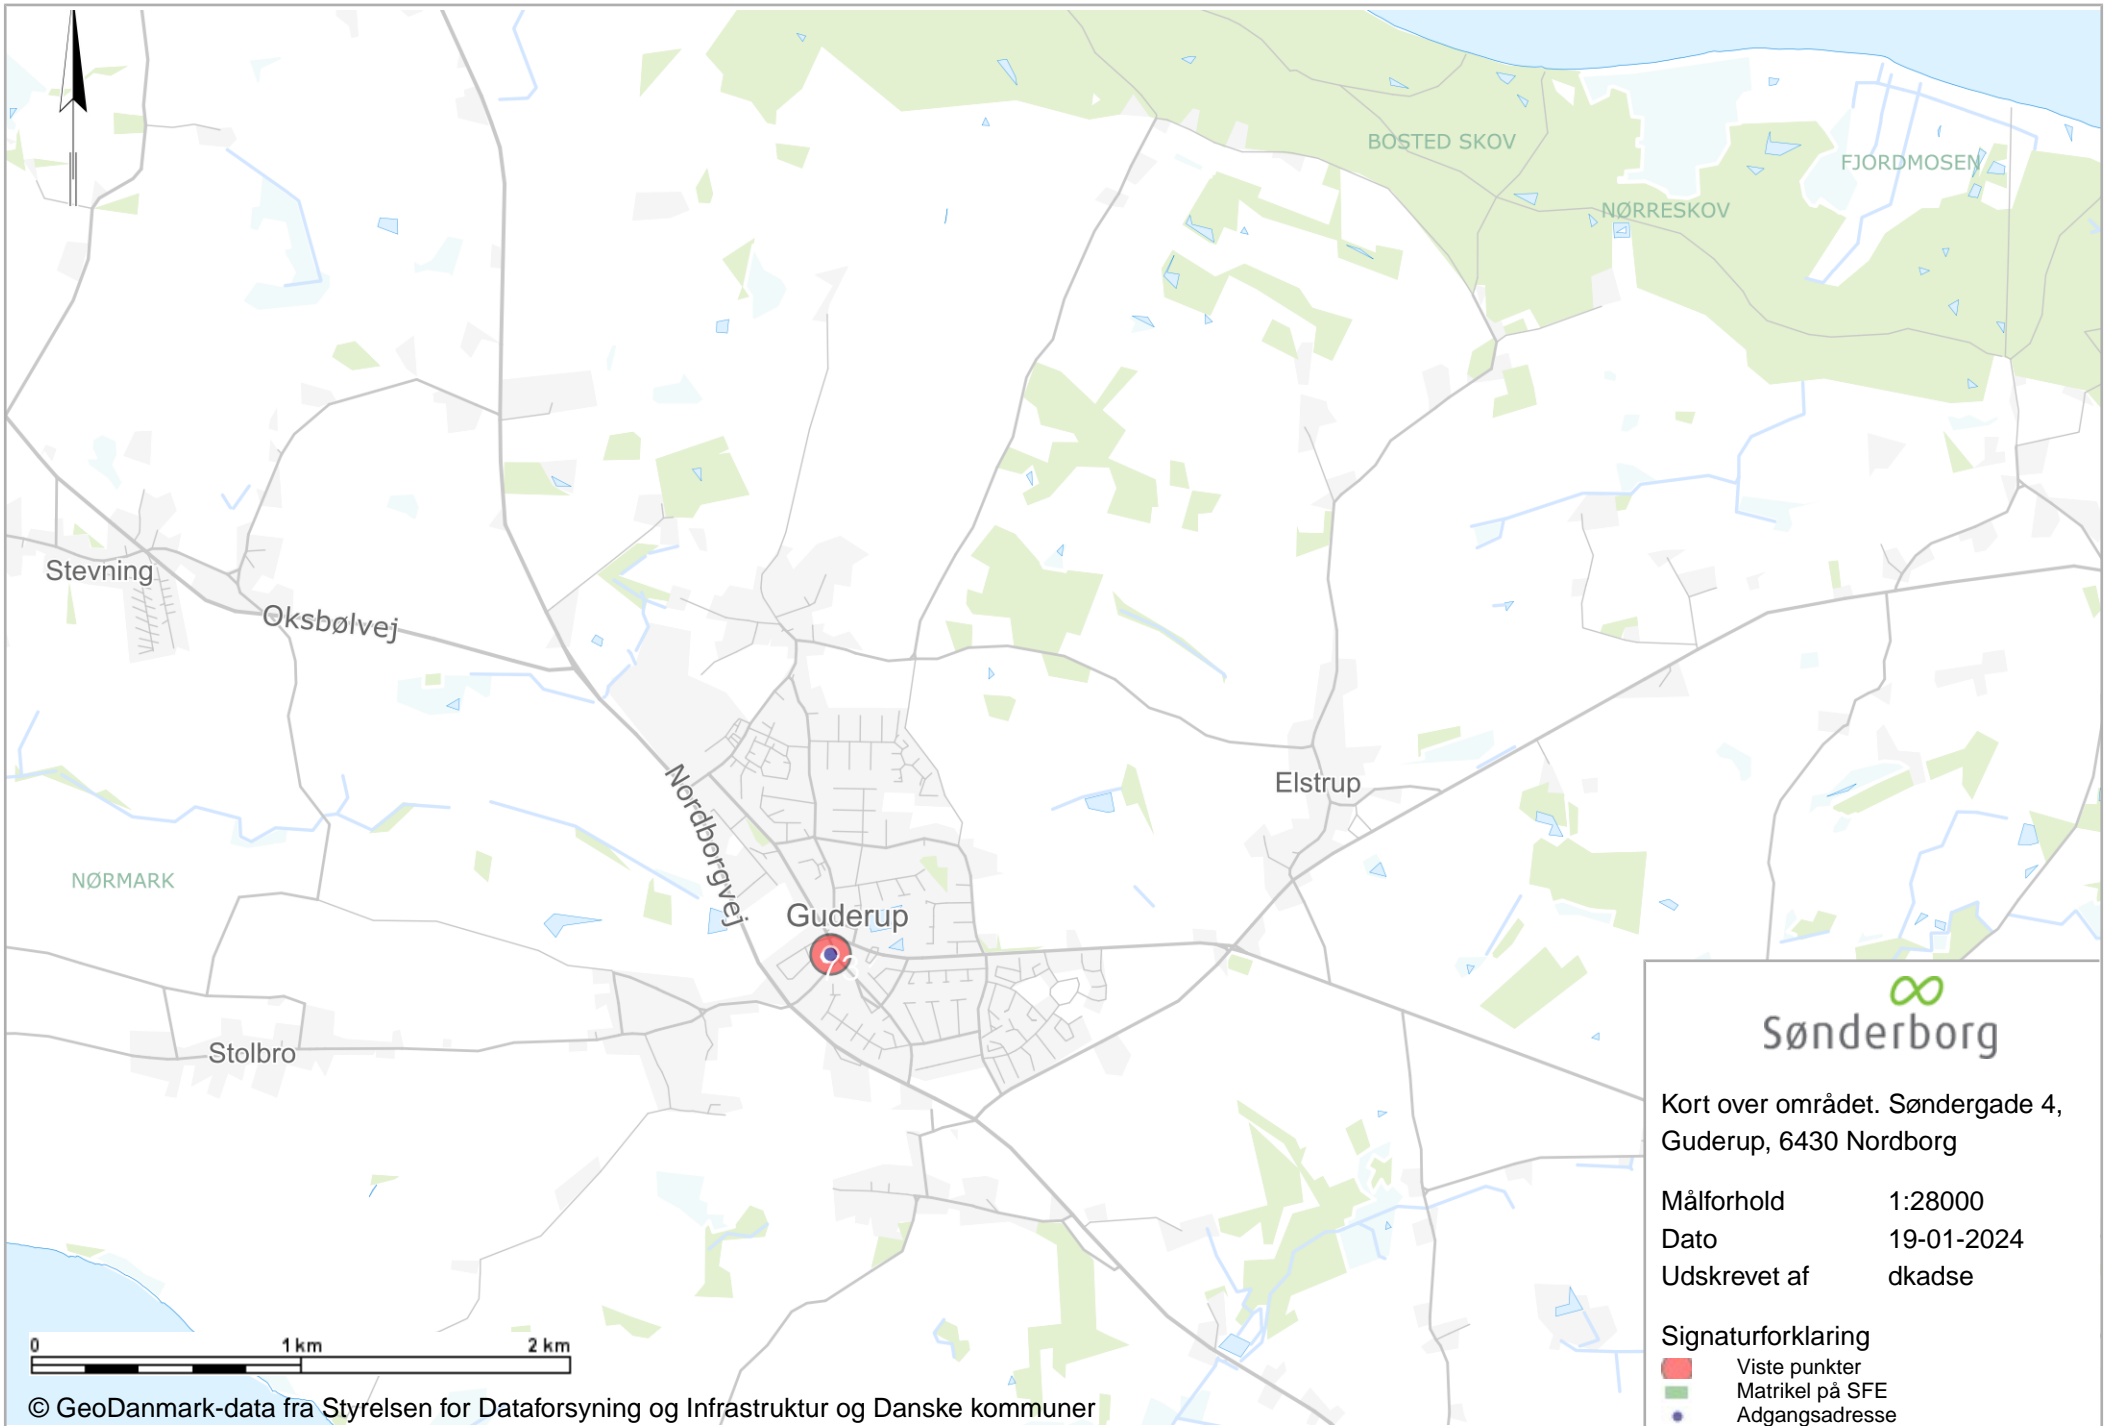 BOSTED SKOV
FJORDMOSEN
NØRRESKOV
Stevning
Oksbølvej
Nordborgvej
Elstrup
NØRMARK
Guderup
Stolbro
Sønderborg
Kort over området. Søndergade 4,
Guderup, 6430 Nordborg
Målforhold 1:28000
Dato 19-01-2024
Udskrevet af dkadse
Signaturforklaring
Viste punkter
Matrikel på SFE
Adgangsadresse
0 1 km 2 km
© GeoDanmark-data fra Styrelsen for Dataforsyning og Infrastruktur og Danske kommuner